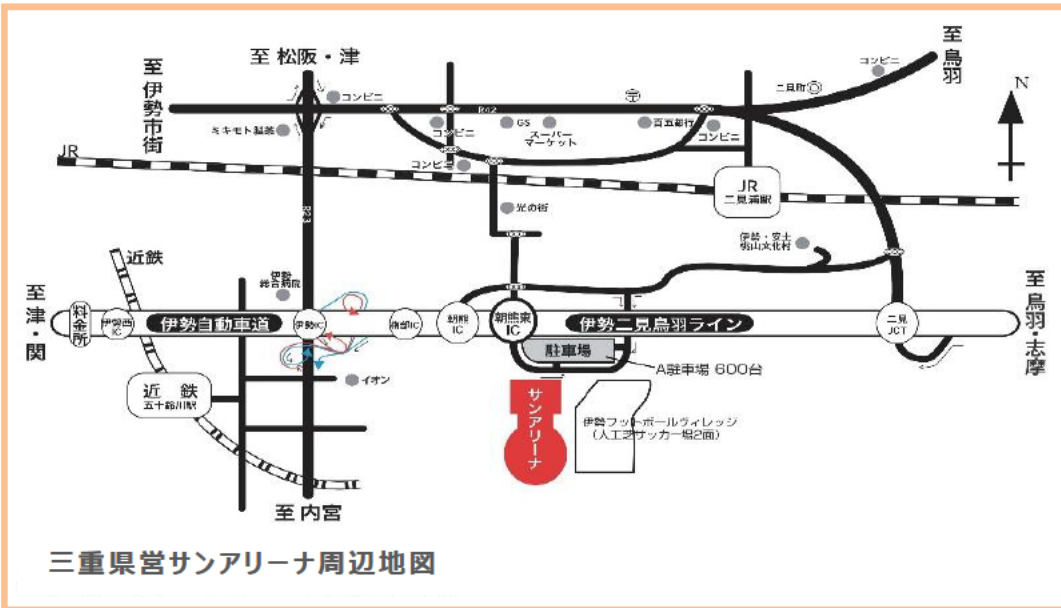 至 松阪・津
至 伊勢市街
至 鳥羽
コンビニ
二見町
N
コンビニ
R42
コンビニ
GS
スーパー
マーケット
百五銀行
コンビニ
コンビニ
JR
JR
二見浦駅
R23
光の街
伊勢・安土
桃山文化村
近鉄
伊勢
総合病院
至 津・関
料金所
伊勢西
IC
伊勢自動車道
伊勢IC
朝熊
IC
朝熊東
IC
伊勢二見鳥羽ライン
二見
JCT
至 鳥羽・志摩
駐車場
A駐車場 600台
イオン
近 鉄
五十鈴川駅
サンアリーナ
伊勢フットボールヴィレッジ
(人工芝サッカー場2面)
至 内宮
三重県営サンアリーナ周辺地図